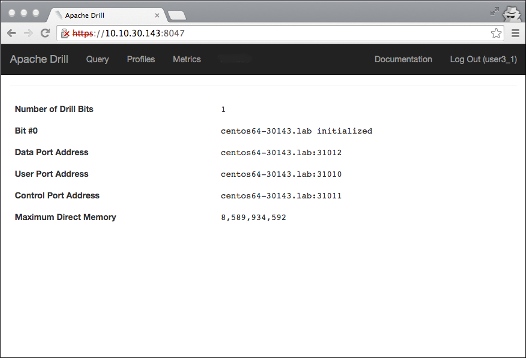 Apache Drill
https://10.10.30.143:8047
Apache Drill Query Profiles Metrics Documentation Log Out (user3_1)
Number of Drill Bits 1
Bit #0 centos64-30143.lab initialized
Data Port Address centos64-30143.lab:31012
User Port Address centos64-30143.lab:31010
Control Port Address centos64-30143.lab:31011
Maximum Direct Memory 8,589,934,592